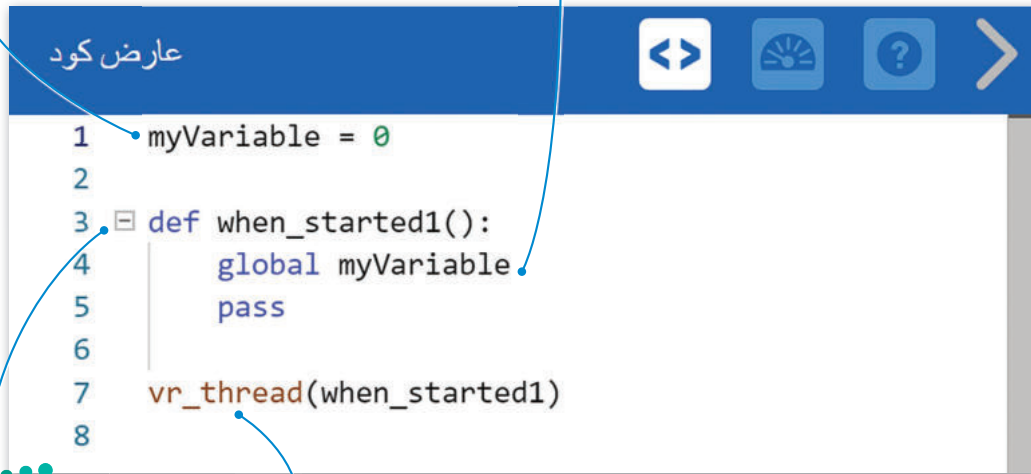 عارض كود
<> ?
1 myVariable = 0
2
3 def when_started1():
4 global myVariable
5 pass
6
7 vr_thread(when_started1)
8